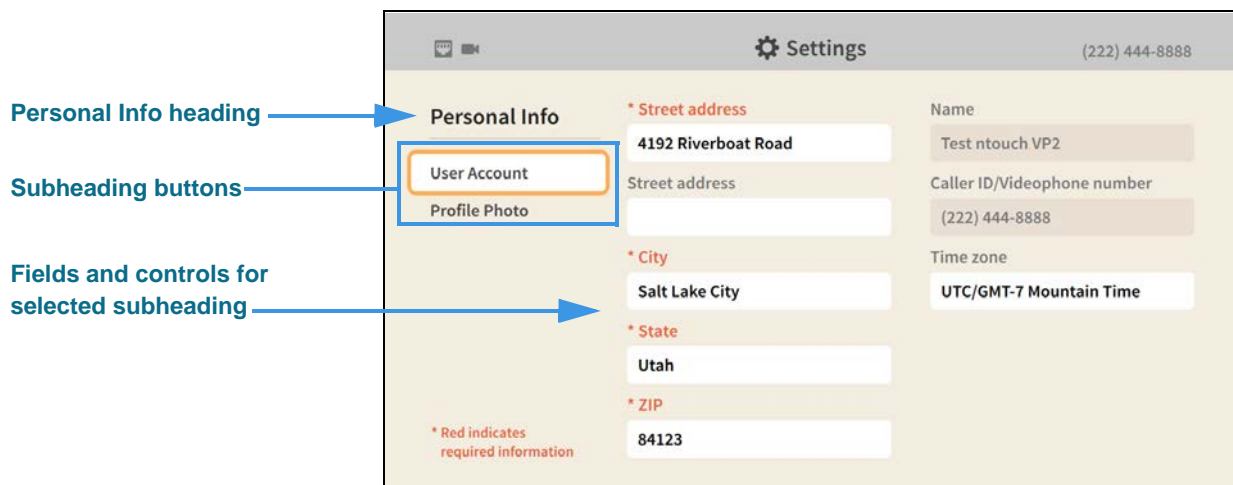 Settings
(222) 444-8888
Personal Info heading
Personal Info
Subheading buttons
User Account
Profile Photo
Fields and controls for
selected subheading
* Red indicates
required information
* Street address
4192 Riverboat Road
Street address
* City
Salt Lake City
* State
Utah
* ZIP
84123
Name
Test ntouch VP2
Caller ID/Videophone number
(222) 444-8888
Time zone
UTC/GMT-7 Mountain Time